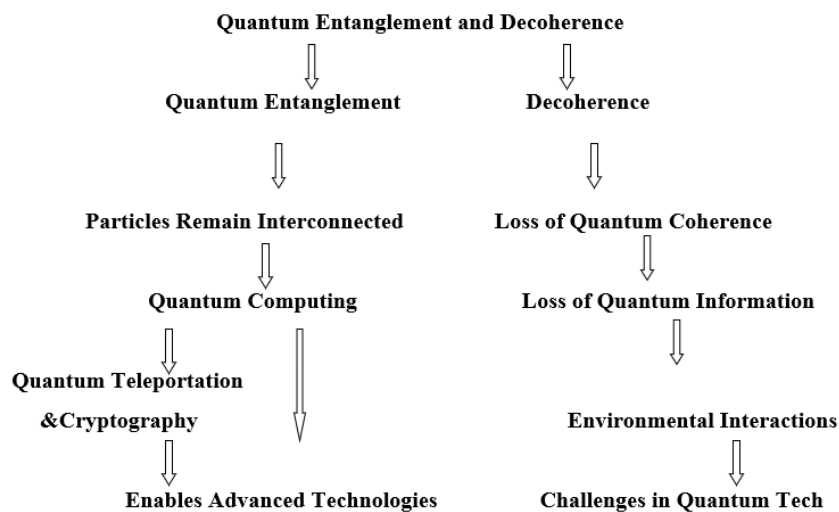 Quantum Entanglement and Decoherence
Quantum Entanglement
Decoherence
Particles Remain Interconnected
Loss of Quantum Coherence
Quantum Computing
Loss of Quantum Information
Quantum Teleportation
&Cryptography
Environmental Interactions
Enables Advanced Technologies
Challenges in Quantum Tech